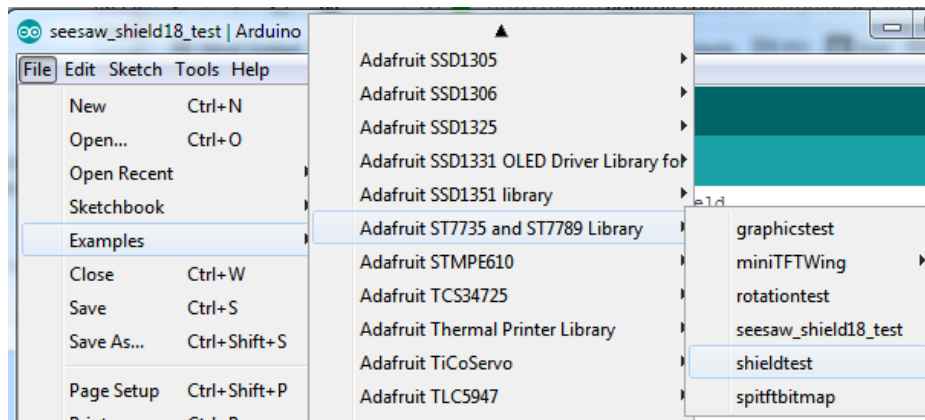 seesaw_shield18_test | Arduino
File Edit Sketch Tools Help
New Ctrl+N
Open... Ctrl+O
Open Recent
Sketchbook
Examples
Close Ctrl+W
Save Ctrl+S
Save As... Ctrl+Shift+S
Page Setup Ctrl+Shift+P
Adafruit SSD1305
Adafruit SSD1306
Adafruit SSD1325
Adafruit SSD1331 OLED Driver Library for
Adafruit SSD1351 library
Adafruit ST7735 and ST7789 Library
Adafruit STMPE610
Adafruit TCS34725
Adafruit Thermal Printer Library
Adafruit TiCoServo
Adafruit TLC5947
graphicstest
miniTFTWing
rotationtest
seesaw_shield18_test
shieldtest
spitftbitmap